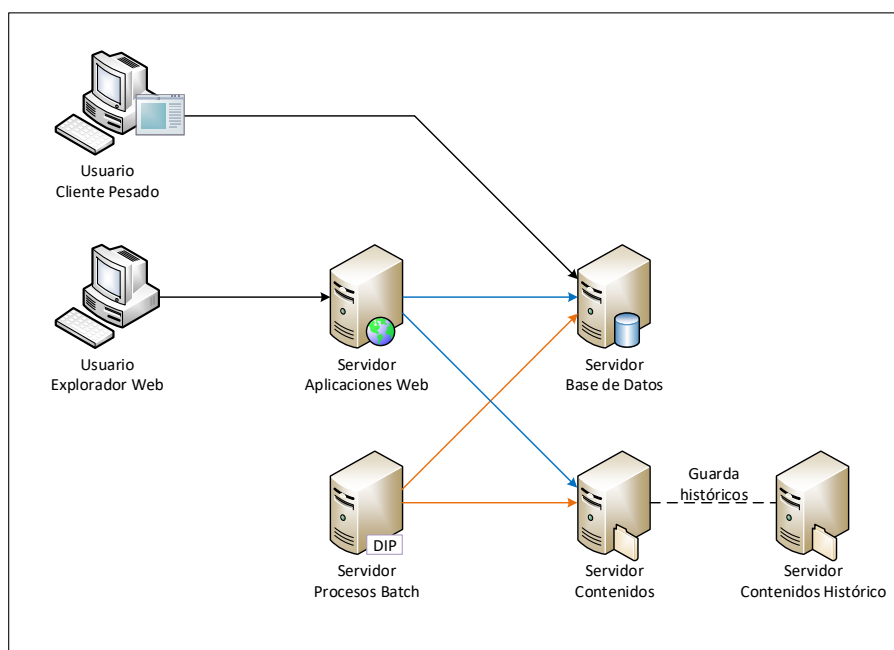 Usuario
Cliente Pesado
Usuario
Explorador Web
Servidor
Aplicaciones Web
Servidor
Base de Datos
DIP
Servidor
Procesos Batch
Servidor
Contenidos
Guarda
históricos
Servidor
Contenidos Histórico